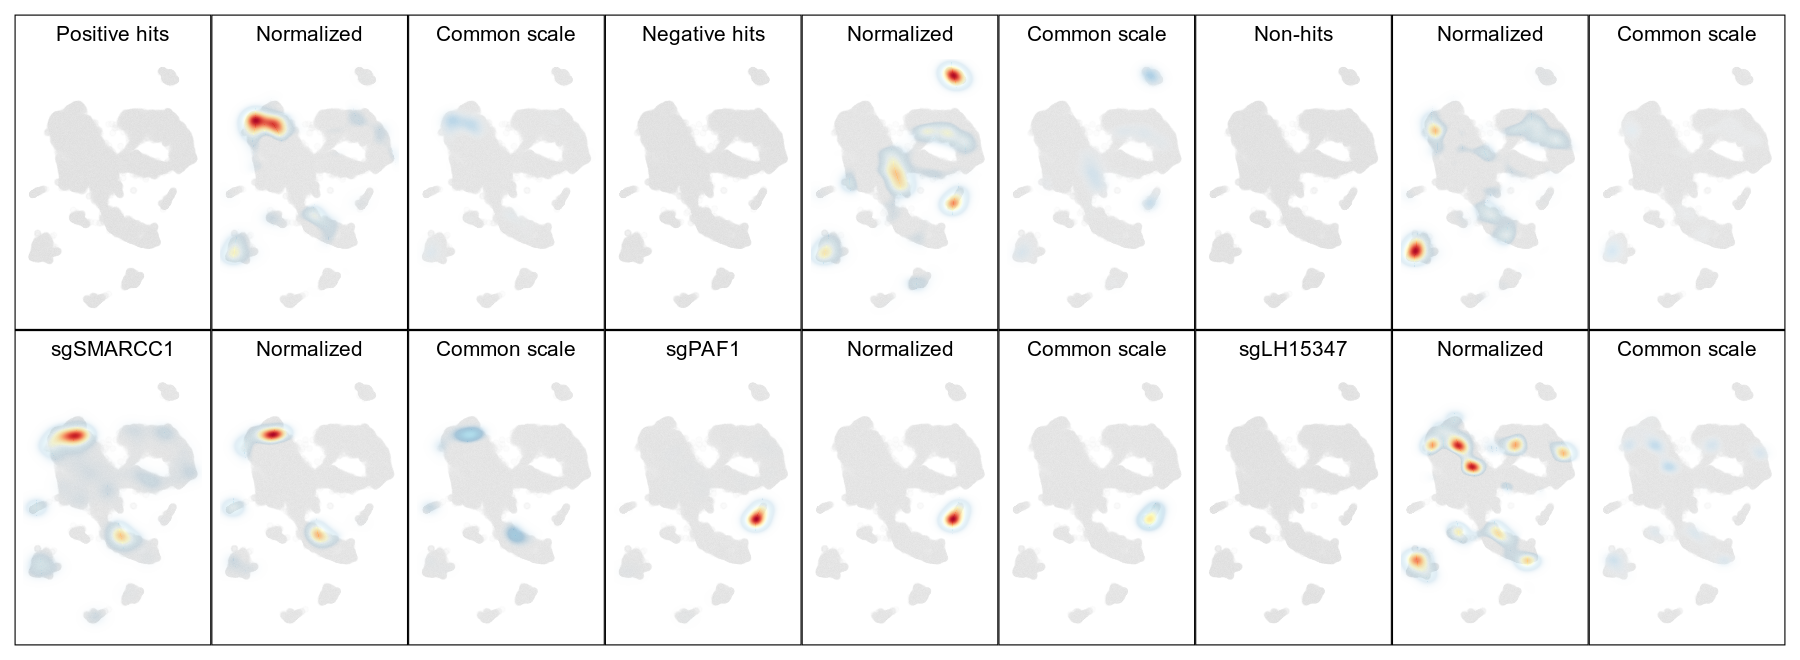 Positive hits
Normalized
Common scale
Negative hits
Normalized
Common scale
Non-hits
Normalized
Common scale
sgSMARCC1
Normalized
Common scale
sgPAF1
Normalized
Common scale
sgLH15347
Normalized
Common scale